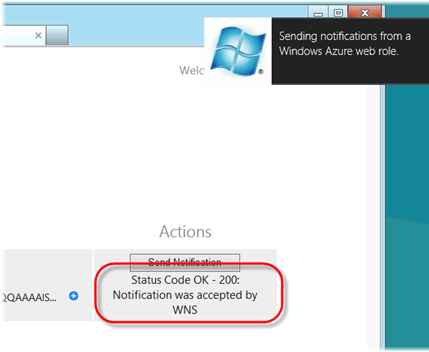 Sending notifications from a
Windows Azure web role.
Actions
Send Notification
QAAAAIS...
Status Code OK - 200:
Notification was accepted by
WNS